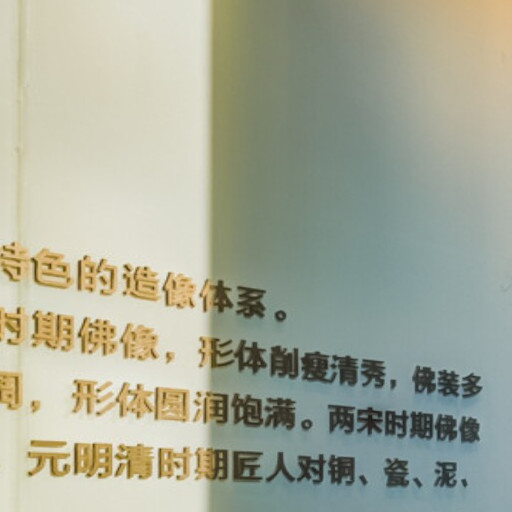 特色的造像体系。
时期佛像，形体削瘦清秀，佛装多
周，形体圆润饱满。两宋时期佛像
元明清时期匠人对铜、瓷、泥、